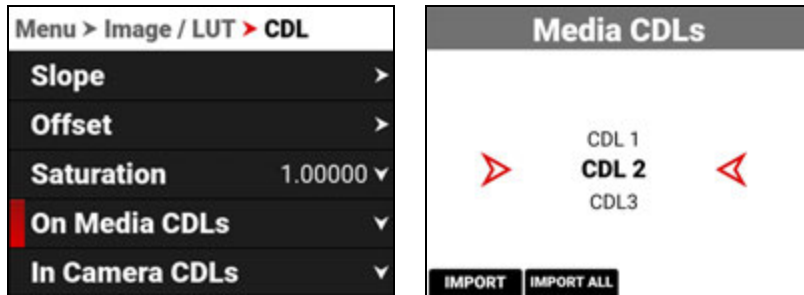 Menu > Image / LUT > CDL
Slope
Offset
Saturation 1.00000
On Media CDLs
In Camera CDLs
Media CDLs
CDL 1
CDL 2
CDL3
IMPORT IMPORT ALL